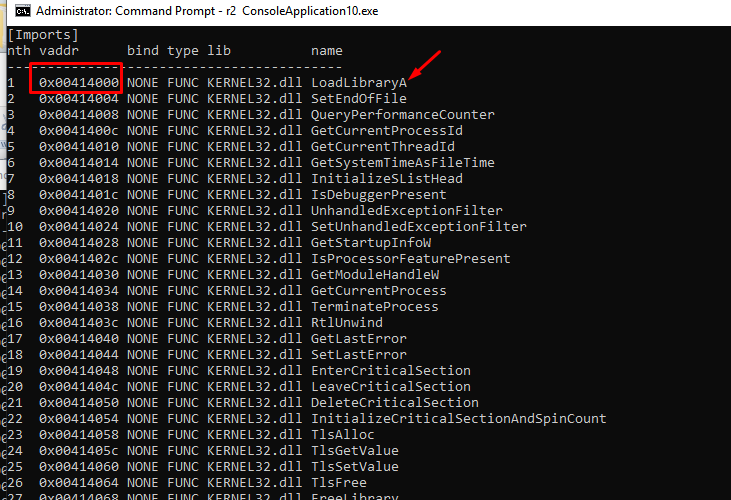 Administrator: Command Prompt - r2 ConsoleApplication10.exe
[Imports]
nth vaddr bind type lib name
―――――――――――――――――――――――――
1 0x00414000 NONE FUNC KERNEL32.dll LoadLibraryA
2 0x00414004 NONE FUNC KERNEL32.dll SetEndOfFile
3 0x00414008 NONE FUNC KERNEL32.dll QueryPerformanceCounter
4 0x0041400c NONE FUNC KERNEL32.dll GetCurrentProcessId
5 0x00414010 NONE FUNC KERNEL32.dll GetCurrentThreadId
6 0x00414014 NONE FUNC KERNEL32.dll GetSystemTimeAsFileTime
7 0x00414018 NONE FUNC KERNEL32.dll InitializeSListHead
8 0x0041401c NONE FUNC KERNEL32.dll IsDebuggerPresent
9 0x00414020 NONE FUNC KERNEL32.dll UnhandledExceptionFilter
10 0x00414024 NONE FUNC KERNEL32.dll SetUnhandledExceptionFilter
11 0x00414028 NONE FUNC KERNEL32.dll GetStartupInfoW
12 0x0041402c NONE FUNC KERNEL32.dll IsProcessorFeaturePresent
13 0x00414030 NONE FUNC KERNEL32.dll GetModuleHandleW
14 0x00414034 NONE FUNC KERNEL32.dll GetCurrentProcess
15 0x00414038 NONE FUNC KERNEL32.dll TerminateProcess
16 0x0041403c NONE FUNC KERNEL32.dll RtlUnwind
17 0x00414040 NONE FUNC KERNEL32.dll GetLastError
18 0x00414044 NONE FUNC KERNEL32.dll SetLastError
19 0x00414048 NONE FUNC KERNEL32.dll EnterCriticalSection
20 0x0041404c NONE FUNC KERNEL32.dll LeaveCriticalSection
21 0x00414050 NONE FUNC KERNEL32.dll DeleteCriticalSection
22 0x00414054 NONE FUNC KERNEL32.dll InitializeCriticalSectionAndSpinCount
23 0x00414058 NONE FUNC KERNEL32.dll TlsAlloc
24 0x0041405c NONE FUNC KERNEL32.dll TlsGetValue
25 0x00414060 NONE FUNC KERNEL32.dll TlsSetValue
26 0x00414064 NONE FUNC KERNEL32.dll TlsFree
27 0x00414068 NONE FUNC KERNEL32.dll FreeLibrary